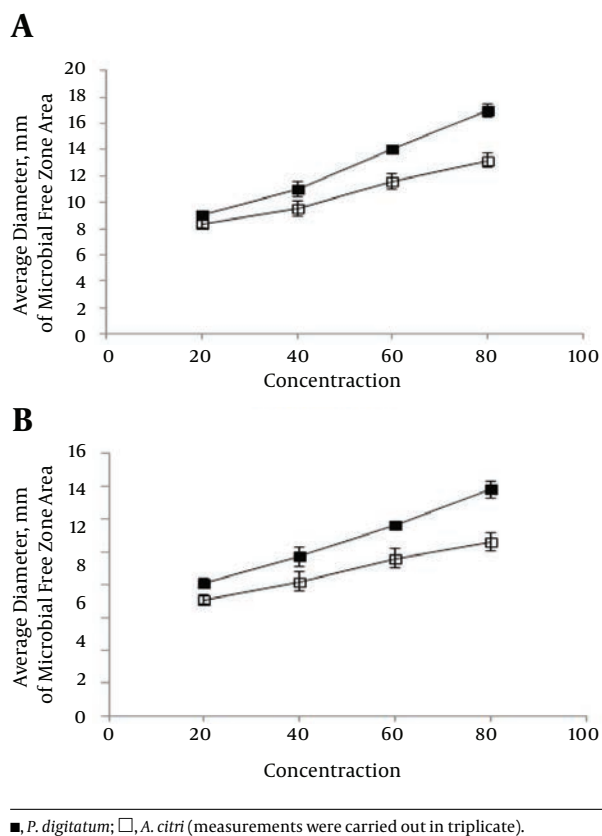 A
Average Diameter, mm
of Microbial Free Zone Area
20
18
16
14
12
10
8
6
4
2
0
0 20 40 60 80 100
Concentraction
B
Average Diameter, mm
of Microbial Free Zone Area
16
14
12
8
6
4
2
0
0 20 40 60 80 100
Concentraction
■, P. digitatum; □, A. citri (measurements were carried out in triplicate).